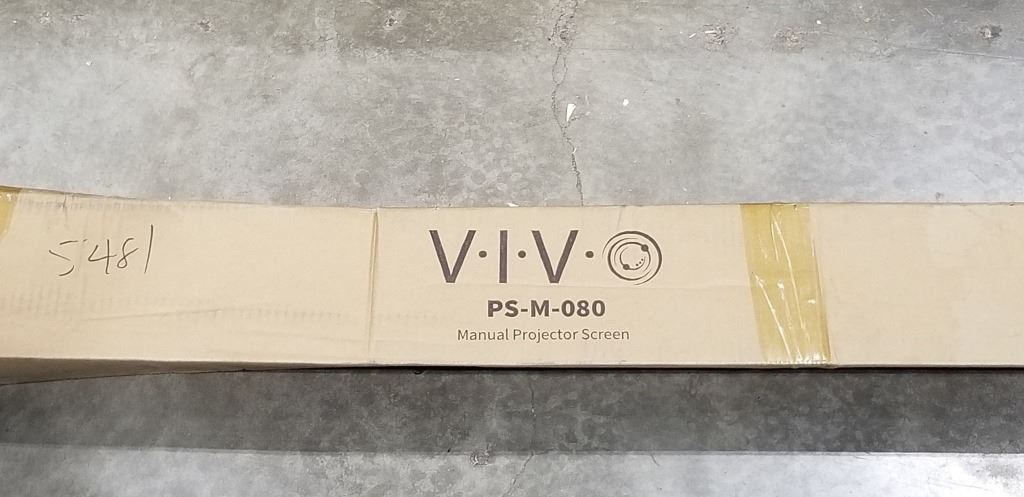 5481
V·I·V·O
PS-M-080
Manual Projector Screen